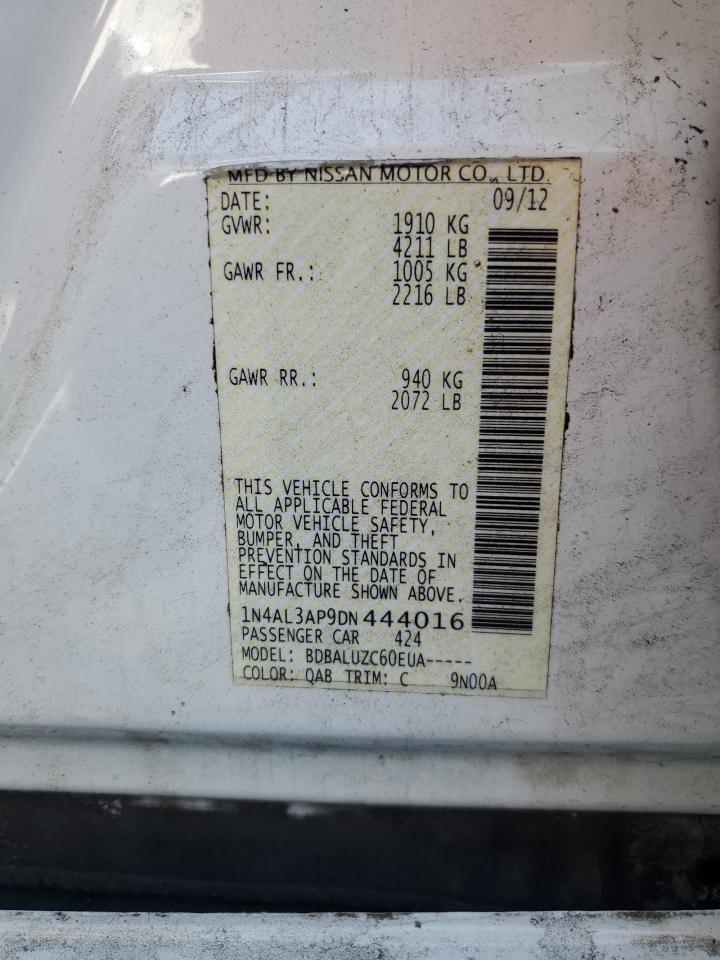 MFD BY NISSAN MOTOR CO., LTD.
DATE: 09/12
GVWR: 1910 KG
4211 LB
GAWR FR.: 1005 KG
2216 LB
GAWR RR.: 940 KG
2072 LB
THIS VEHICLE CONFORMS TO
ALL APPLICABLE FEDERAL
MOTOR VEHICLE SAFETY,
BUMPER, AND THEFT
PREVENTION STANDARDS IN
EFFECT ON THE DATE OF
MANUFACTURE SHOWN ABOVE.
1N4AL3AP9DN444016
PASSENGER CAR 424
MODEL: BDBALUZC60EUA-----
COLOR: QAB TRIM: C 9N00A